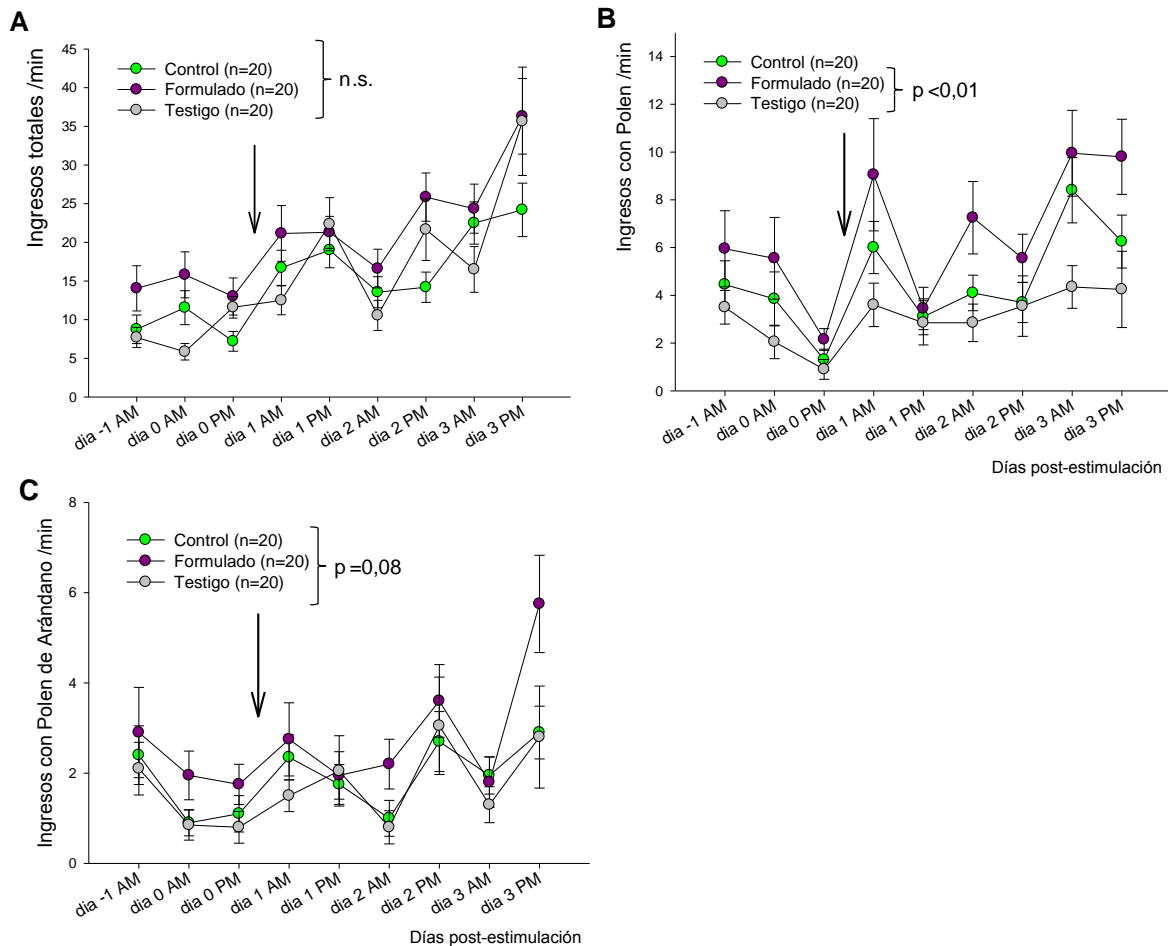 A
Ingresos totales /min
45
40
35
30
25
20
15
10
5
0
Control (n=20)
Formulado (n=20)
Testigo (n=20)
n.s.
dia -1 AM
dia 0 AM
dia 0 PM
dia 1 AM
dia 1 PM
dia 2 AM
dia 2 PM
dia 3 AM
dia 3 PM
B
Ingresos con Polen /min
14
12
10
8
6
4
2
0
Control (n=20)
Formulado (n=20)
Testigo (n=20)
p <0,01
dia -1 AM
dia 0 AM
dia 0 PM
dia 1 AM
dia 1 PM
dia 2 AM
dia 2 PM
dia 3 AM
dia 3 PM
Días post-estimulación
C
Ingresos con Polen de Arándano /min
8
6
4
2
0
Control (n=20)
Formulado (n=20)
Testigo (n=20)
p =0,08
dia -1 AM
dia 0 AM
dia 0 PM
dia 1 AM
dia 1 PM
dia 2 AM
dia 2 PM
dia 3 AM
dia 3 PM
Días post-estimulación